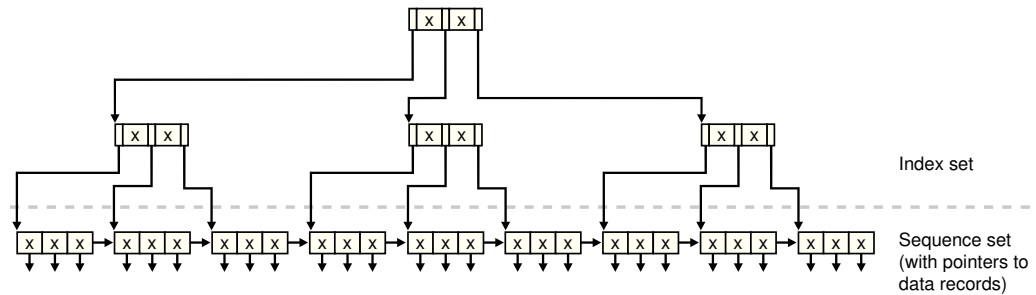 x x
x x x x x x
Index set
x x x x x x x x x x x x x x x x x x x x x x x x x x x
Sequence set
(with pointers to
data records)